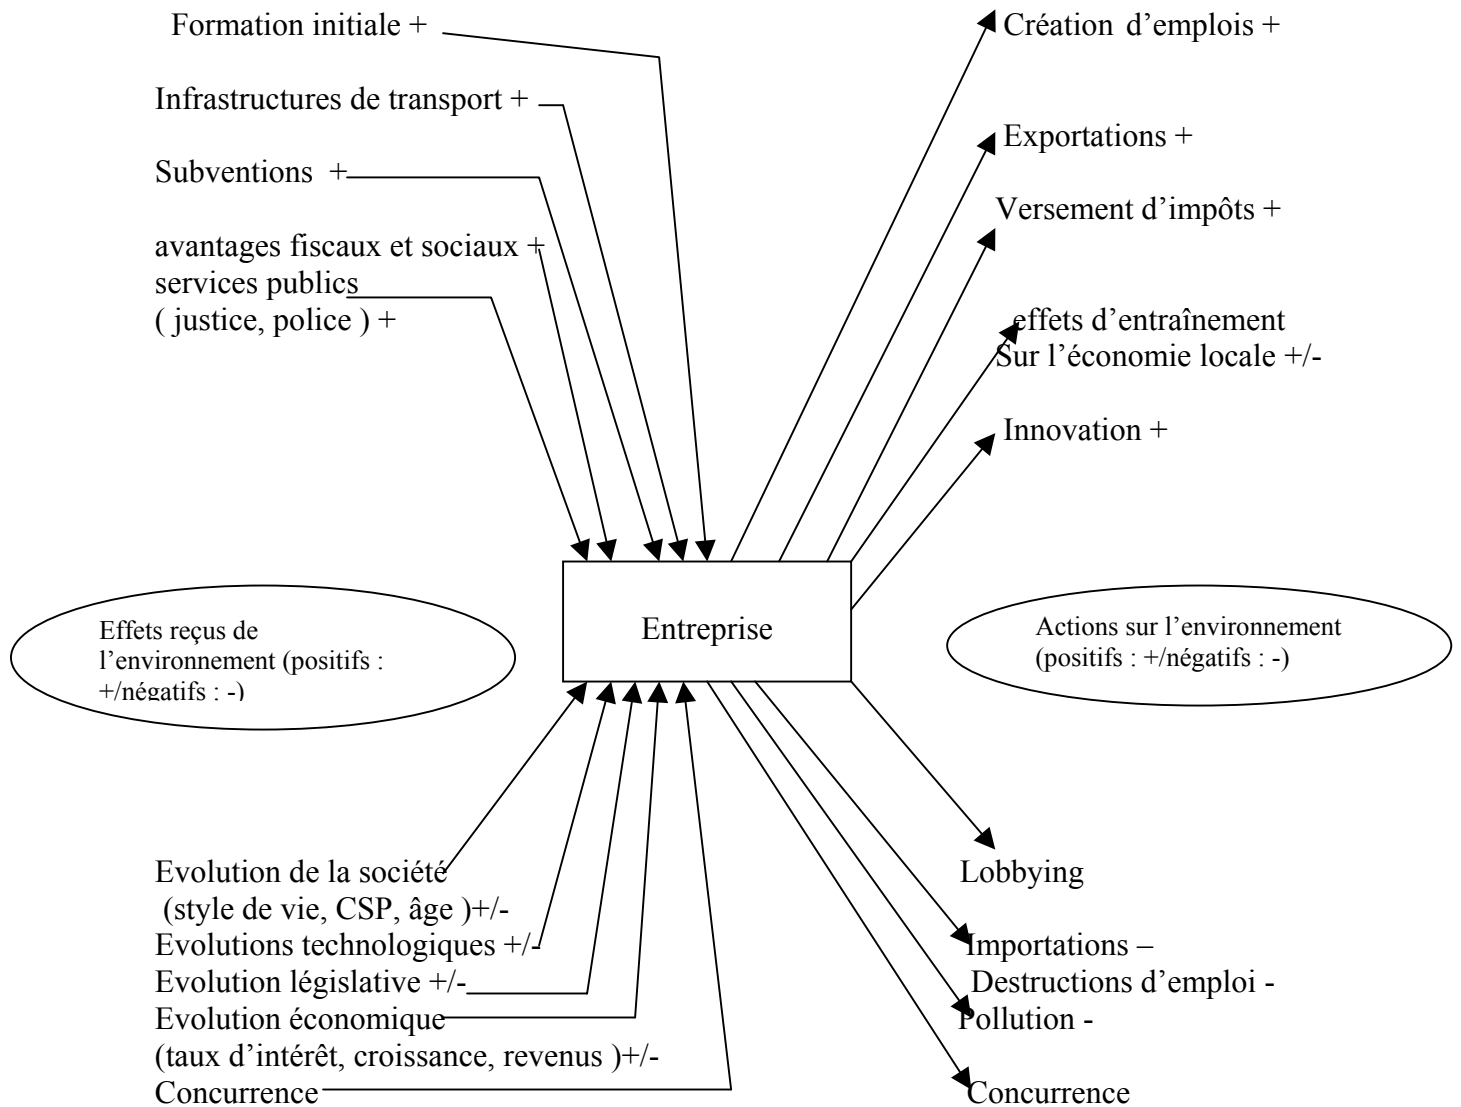 Formation initiale +
Infrastructures de transport +
Subventions +
avantages fiscaux et sociaux +
services publics
( justice, police ) +
Création d’emplois +
Exportations +
Versement d’impôts +
effets d’entraînement
Sur l’économie locale +/-
Innovation +
Effets reçus de
l’environnement (positifs :
+/négatifs : -)
Entreprise
Actions sur l’environnement
(positifs : +/négatifs : -)
Evolution de la société
(style de vie, CSP, âge )+/-
Evolutions technologiques +/-
Evolution législative +/-
Evolution économique
(taux d’intérêt, croissance, revenus )+/-
Concurrence
Lobbying
Importations –
Destructions d’emploi -
Pollution -
Concurrence